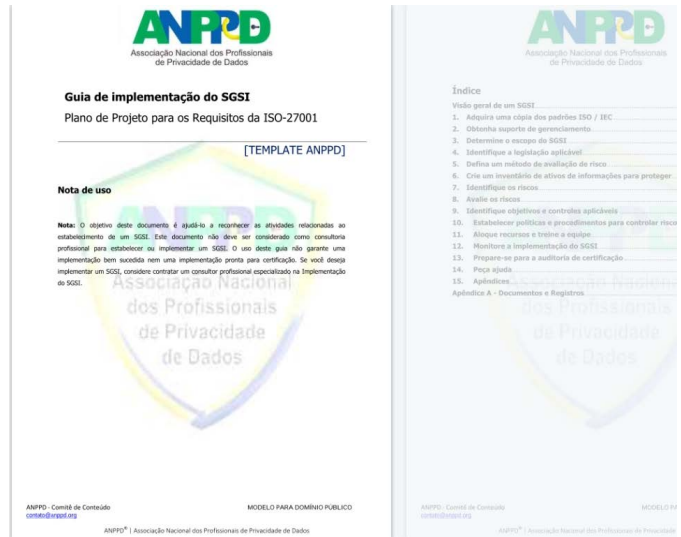 ANPPD
Associação Nacional dos Profissionais
de Privacidade de Dados
Guia de implementação do SGSI
Plano de Projeto para os Requisitos da ISO-27001
[TEMPLATE ANPPD]
Nota de uso
Nota: O objetivo deste documento é ajudá-lo a reconhecer as atividades relacionadas ao
estabelecimento de um SGSI. Este documento não deve ser considerado como consultoria
profissional para estabelecer ou implementar um SGSI. O uso deste guia não garante uma
implementação bem sucedida nem uma implementação pronta para certificação. Se você deseja
implementar um SGSI, considere contratar um consultor profissional especializado na Implementação
do SGSI.
ANPPD
Associação Nacional
dos Profissionais
de Privacidade
de Dados
ANPPD - Comitê de Conteúdo
contato@anppd.org
MODELO PARA DOMÍNIO PÚBLICO
ANPPD® | Associação Nacional dos Profissionais de Privacidade de Dados
ANPPD
Associação Nacional dos Profissionais
de Privacidade de Dados
Índice
Visão geral de um SGSI
1. Adquira uma cópia dos padrões ISO / IEC
2. Obtenha suporte de gerenciamento
3. Determine o escopo do SGSI
4. Identifique a legislação aplicável
5. Defina um método de avaliação de risco
6. Crie um inventário de ativos de informações para proteger
7. Identifique os riscos
8. Avalie os riscos
9. Identifique objetivos e controles aplicáveis
10. Estabelecer políticas e procedimentos para controlar risco
11. Aloque recursos e treine a equipe
12. Monitore a implementação do SGSI
13. Prepare-se para a auditoria de certificação
14. Peça ajuda
15. Apêndices
Apêndice A - Documentos e Registros
dos Profissionais
de Privacidade
de Dados
ANPPD - Comitê de Conteúdo
contato@anppd.org
MODELO PA
ANPPD® | Associação Nacional dos Profissionais de Privacidade